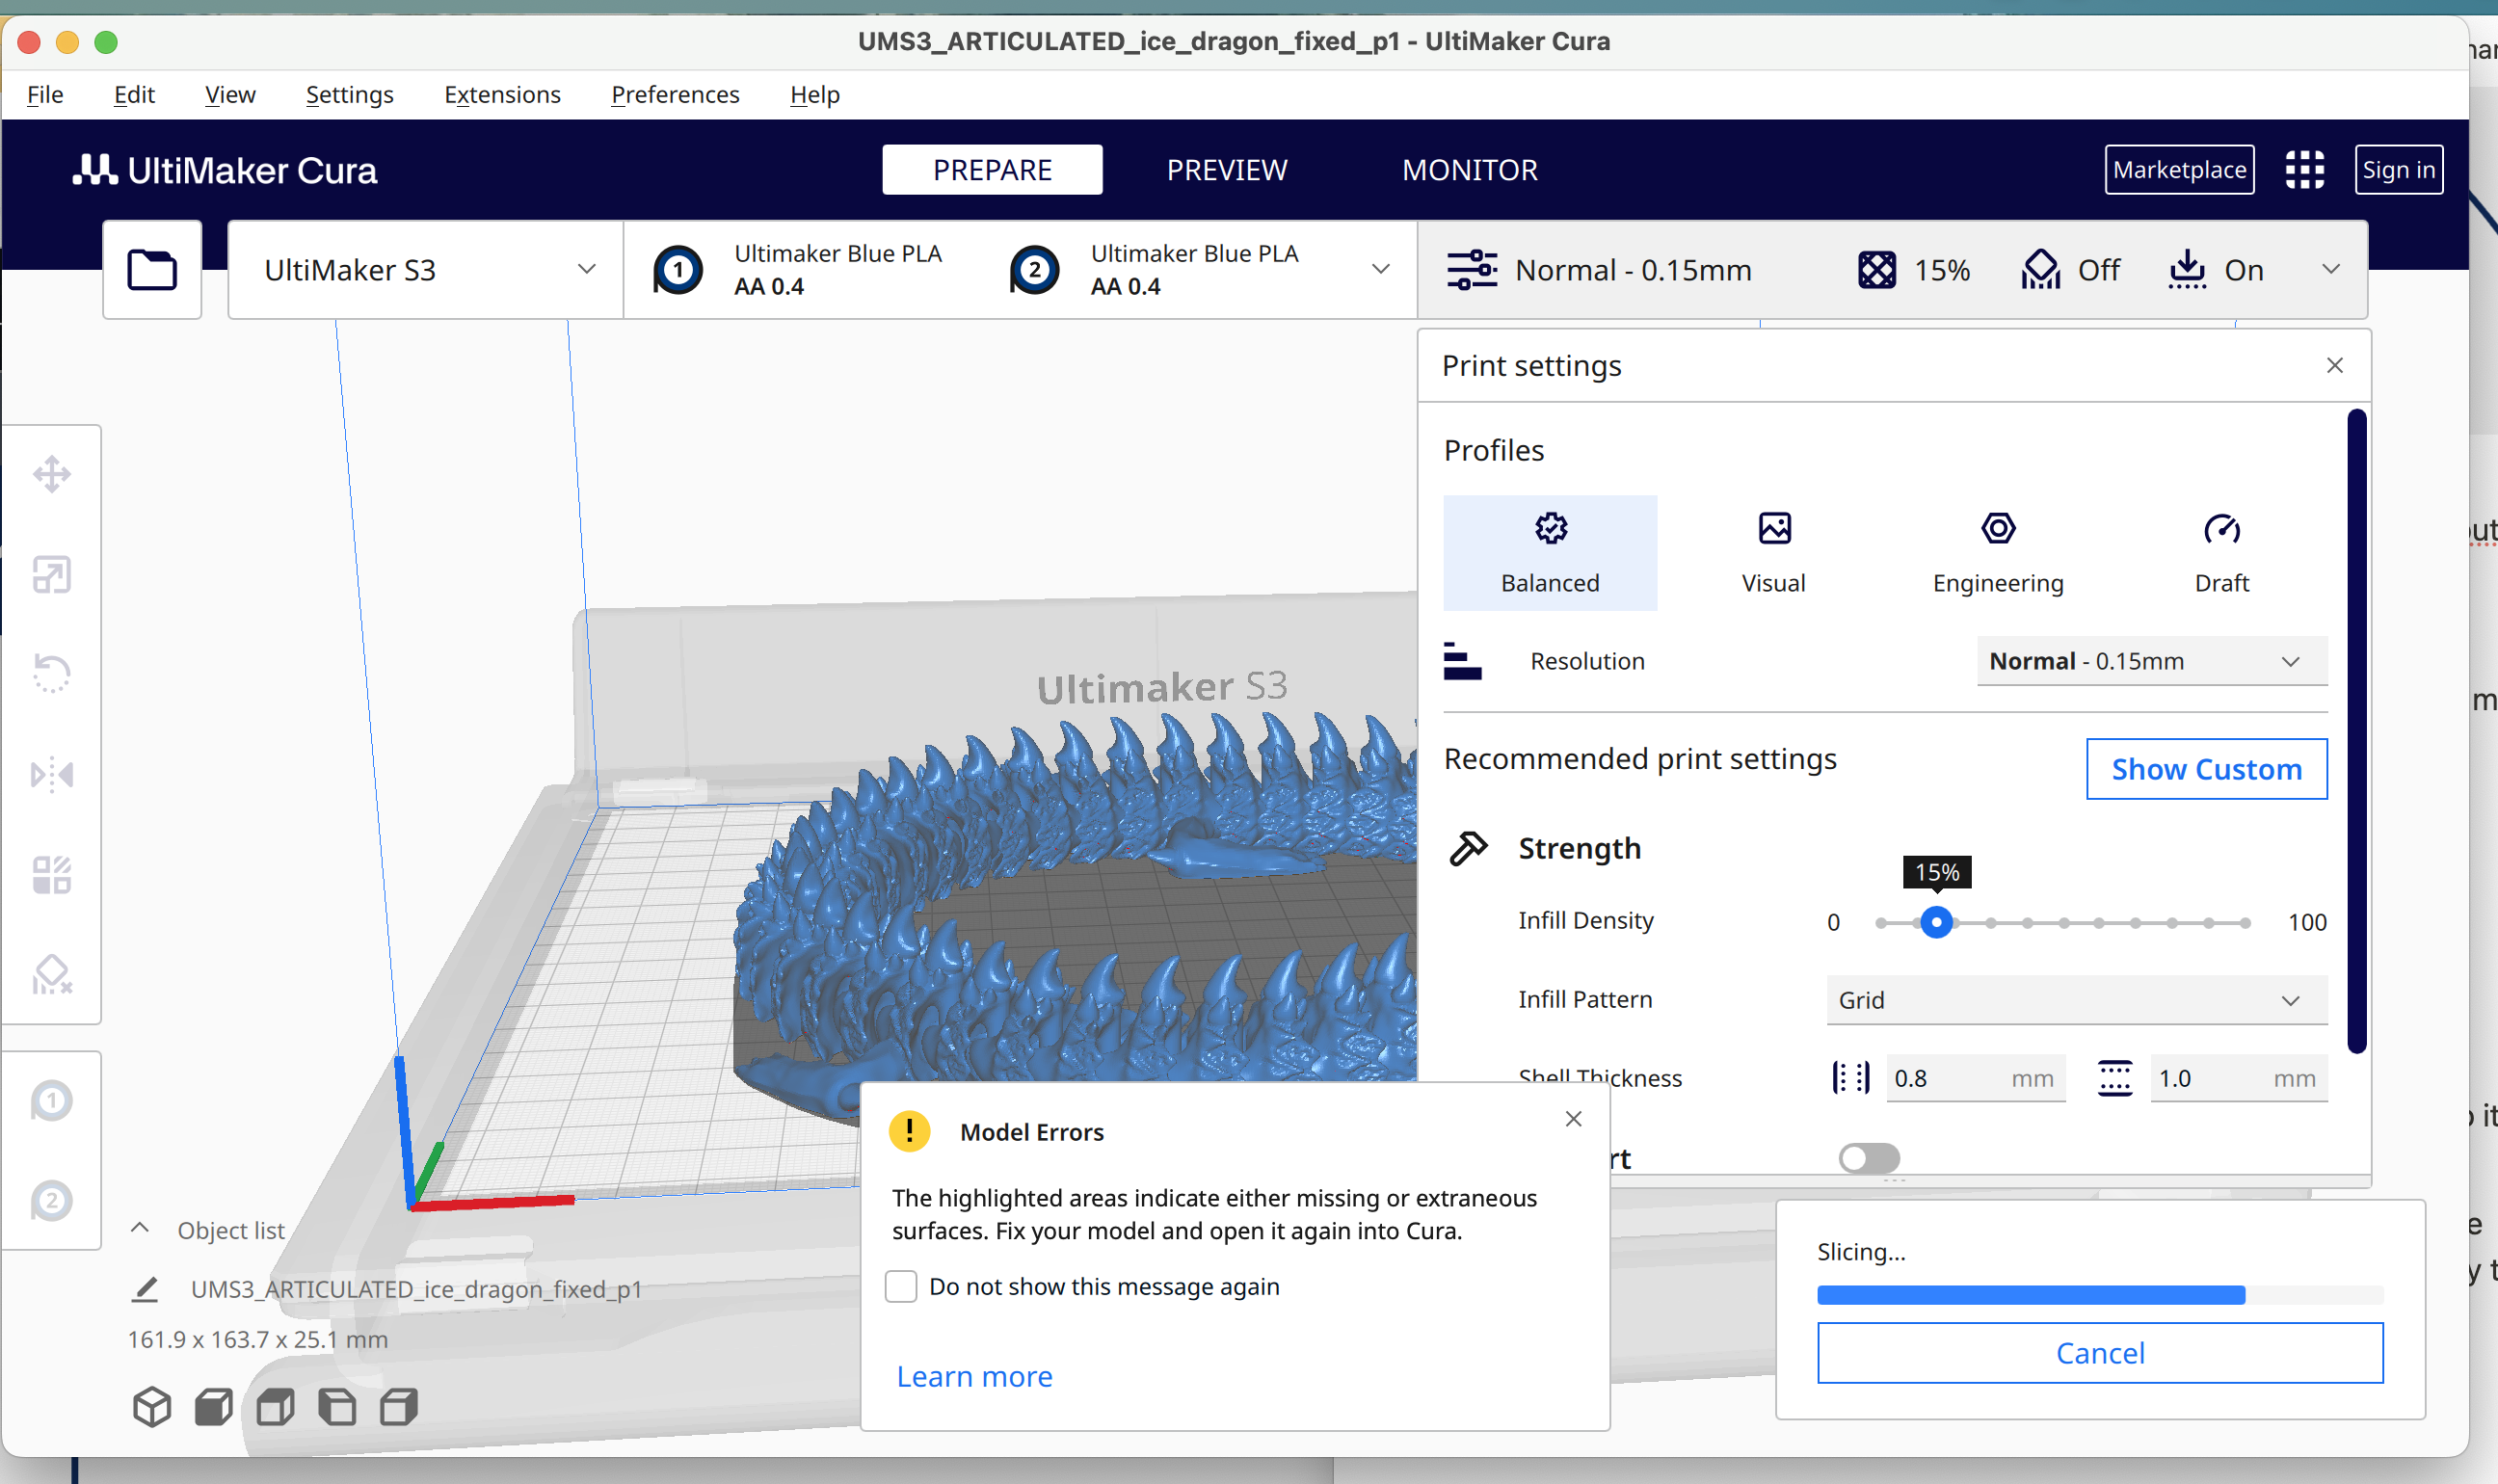 UMS3_ARTICULATED_ice_dragon_fixed_p1 - UltiMaker Cura
File Edit View Settings Extensions Preferences Help
UltiMaker Cura
PREPARE PREVIEW MONITOR
Marketplace Sign in
UltiMaker S3
1 Ultimaker Blue PLA
AA 0.4
2 Ultimaker Blue PLA
AA 0.4
Normal - 0.15mm 15% Off On
Print settings
Profiles
Balanced Visual Engineering Draft
Resolution Normal - 0.15mm
Recommended print settings Show Custom
Strength
15%
Infill Density 0 100
Infill Pattern Grid
Shell Thickness 0.8 mm 1.0 mm
rt
Ultimaker S3
1
2
Object list
UMS3_ARTICULATED_ice_dragon_fixed_p1
161.9 x 163.7 x 25.1 mm
Model Errors
The highlighted areas indicate either missing or extraneous
surfaces. Fix your model and open it again into Cura.
Do not show this message again
Learn more
Slicing...
Cancel